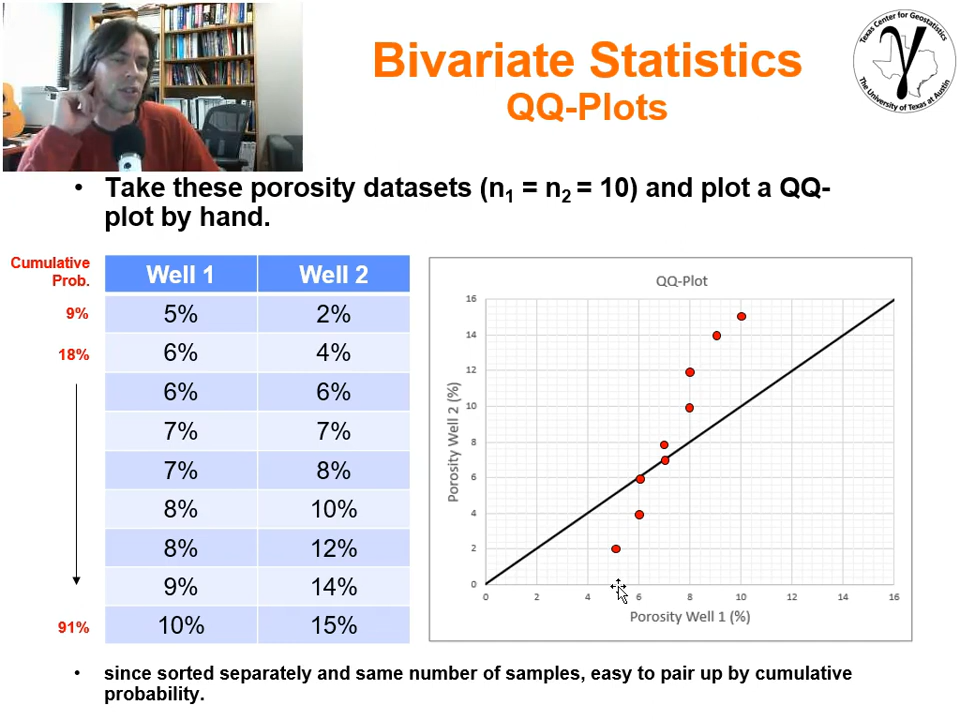 Bivariate Statistics
QQ-Plots
Texas Center for Geostatistics
γ
The University of Texas at Austin
• Take these porosity datasets (n1 = n2 = 10) and plot a QQ-
plot by hand.
Cumulative
Prob.
Well 1 Well 2
9% 5% 2%
18% 6% 4%
6% 6%
7% 7%
7% 8%
8% 10%
8% 12%
9% 14%
91% 10% 15%
QQ-Plot
16
14
12
10
8
6
4
2
0
0 2 4 6 8 10 12 14 16
Porosity Well 2 (%)
Porosity Well 1 (%)
• since sorted separately and same number of samples, easy to pair up by cumulative
probability.